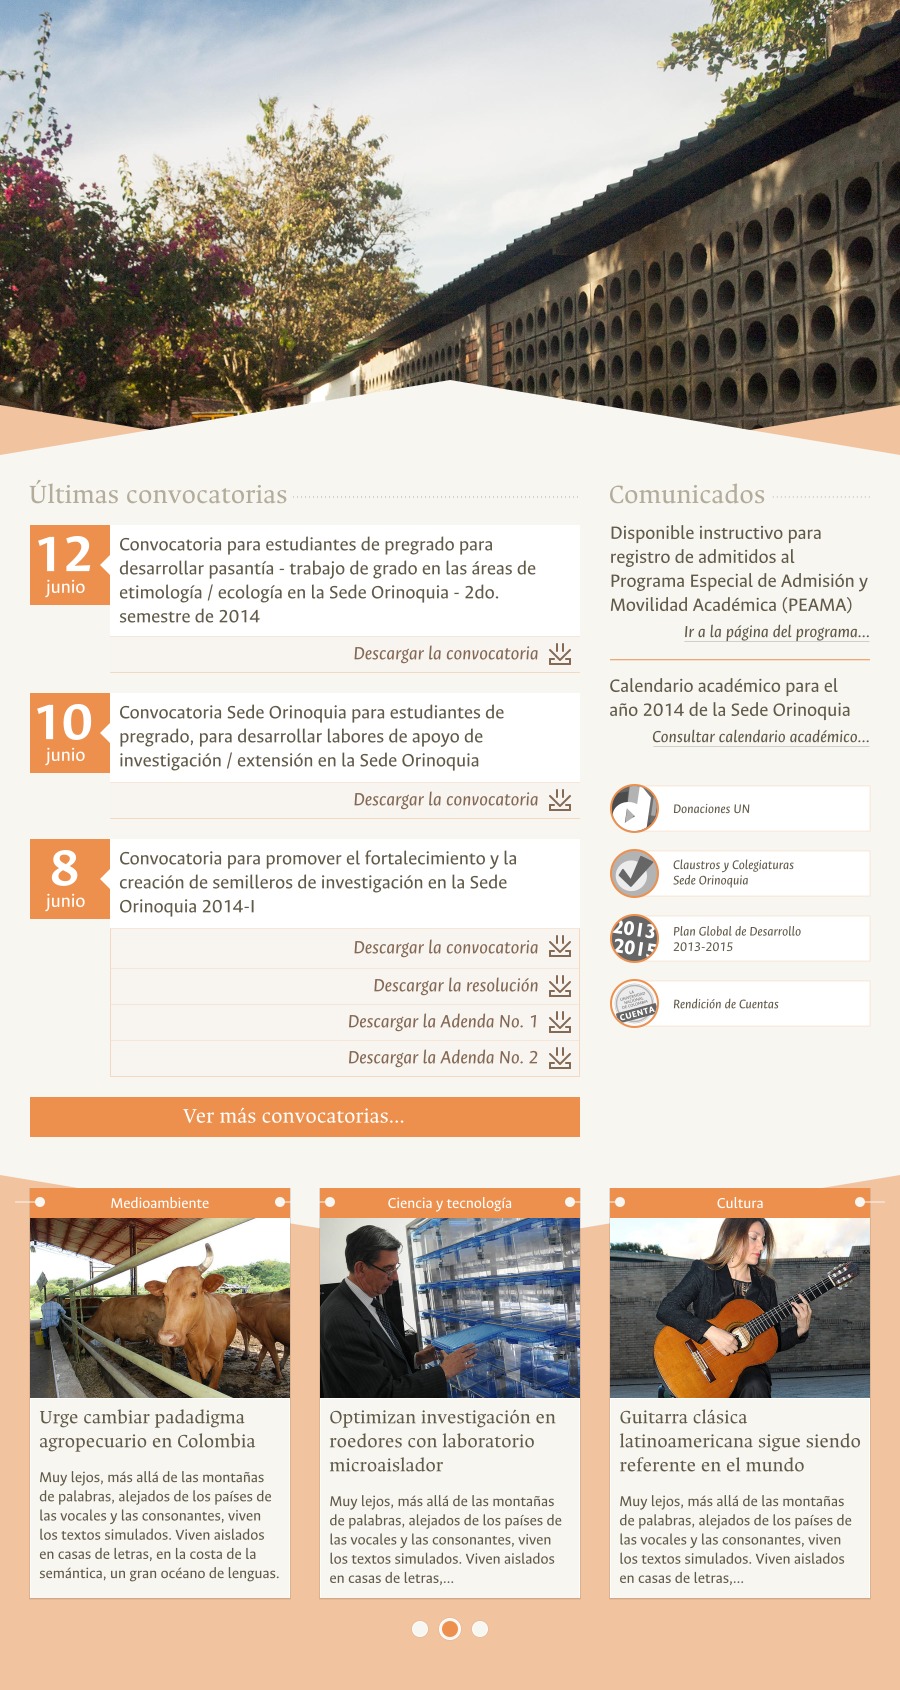 Últimas convocatorias
12
junio
Convocatoria para estudiantes de pregrado para
desarrollar pasantía - trabajo de grado en las áreas de
etimología / ecología en la Sede Orinoquia - 2do.
semestre de 2014
Descargar la convocatoria
10
junio
Convocatoria Sede Orinoquia para estudiantes de
pregrado, para desarrollar labores de apoyo de
investigación / extensión en la Sede Orinoquia
Descargar la convocatoria
8
junio
Convocatoria para promover el fortalecimiento y la
creación de semilleros de investigación en la Sede
Orinoquia 2014-I
Descargar la convocatoria
Descargar la resolución
Descargar la Adenda No. 1
Descargar la Adenda No. 2
Ver más convocatorias...
Comunicados
Disponible instructivo para
registro de admitidos al
Programa Especial de Admisión y
Movilidad Académica (PEAMA)
Ir a la página del programa...
Calendario académico para el
año 2014 de la Sede Orinoquia
Consultar calendario académico...
Donaciones UN
Claustros y Colegiaturas
Sede Orinoquia
2013
2015
Plan Global de Desarrollo
2013-2015
LA
UNIVERSIDAD
NACIONAL
DE COLOMBIA
CUENTA
Rendición de Cuentas
Medioambiente
Urge cambiar padadigma
agropecuario en Colombia
Muy lejos, más allá de las montañas
de palabras, alejados de los países de
las vocales y las consonantes, viven
los textos simulados. Viven aislados
en casas de letras, en la costa de la
semántica, un gran océano de lenguas.
Ciencia y tecnología
Optimizan investigación en
roedores con laboratorio
microaislador
Muy lejos, más allá de las montañas
de palabras, alejados de los países de
las vocales y las consonantes, viven
los textos simulados. Viven aislados
en casas de letras,...
Cultura
Guitarra clásica
latinoamericana sigue siendo
referente en el mundo
Muy lejos, más allá de las montañas
de palabras, alejados de los países de
las vocales y las consonantes, viven
los textos simulados. Viven aislados
en casas de letras,...